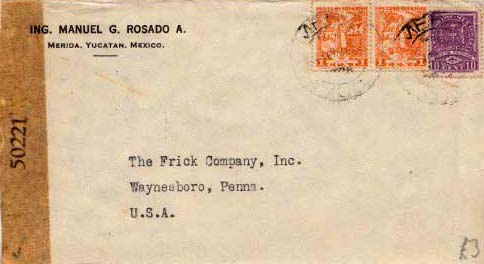 ING. MANUEL G. ROSADO A.
MERIDA, YUCATAN, MEXICO.
50221
The Frick Company, Inc.
Waynesboro, Penna.
U.S.A.